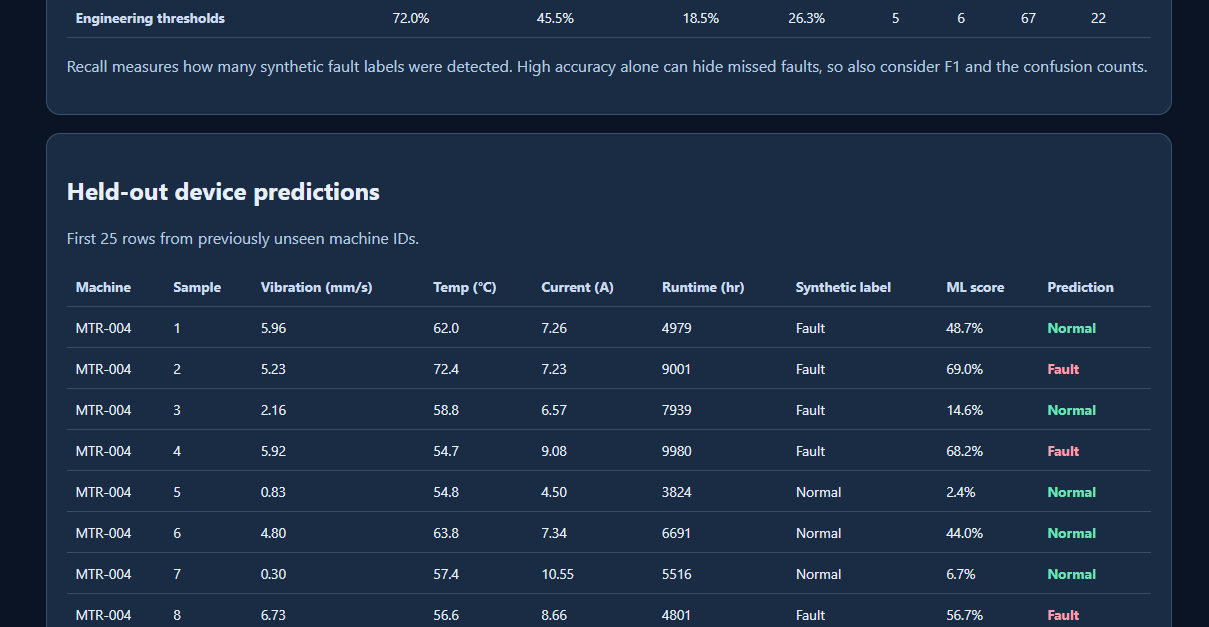 Engineering thresholds 72.0% 45.5% 18.5% 26.3% 5 6 67 22
Recall measures how many synthetic fault labels were detected. High accuracy alone can hide missed faults, so also consider F1 and the confusion counts.
Held-out device predictions
First 25 rows from previously unseen machine IDs.
Machine Sample Vibration (mm/s) Temp (°C) Current (A) Runtime (hr) Synthetic label ML score Prediction
MTR-004 1 5.96 62.0 7.26 4979 Fault 48.7% Normal
MTR-004 2 5.23 72.4 7.23 9001 Fault 69.0% Fault
MTR-004 3 2.16 58.8 6.57 7939 Fault 14.6% Normal
MTR-004 4 5.92 54.7 9.08 9980 Fault 68.2% Fault
MTR-004 5 0.83 54.8 4.50 3824 Normal 2.4% Normal
MTR-004 6 4.80 63.8 7.34 6691 Normal 44.0% Normal
MTR-004 7 0.30 57.4 10.55 5516 Normal 6.7% Normal
MTR-004 8 6.73 56.6 8.66 4801 Fault 56.7% Fault